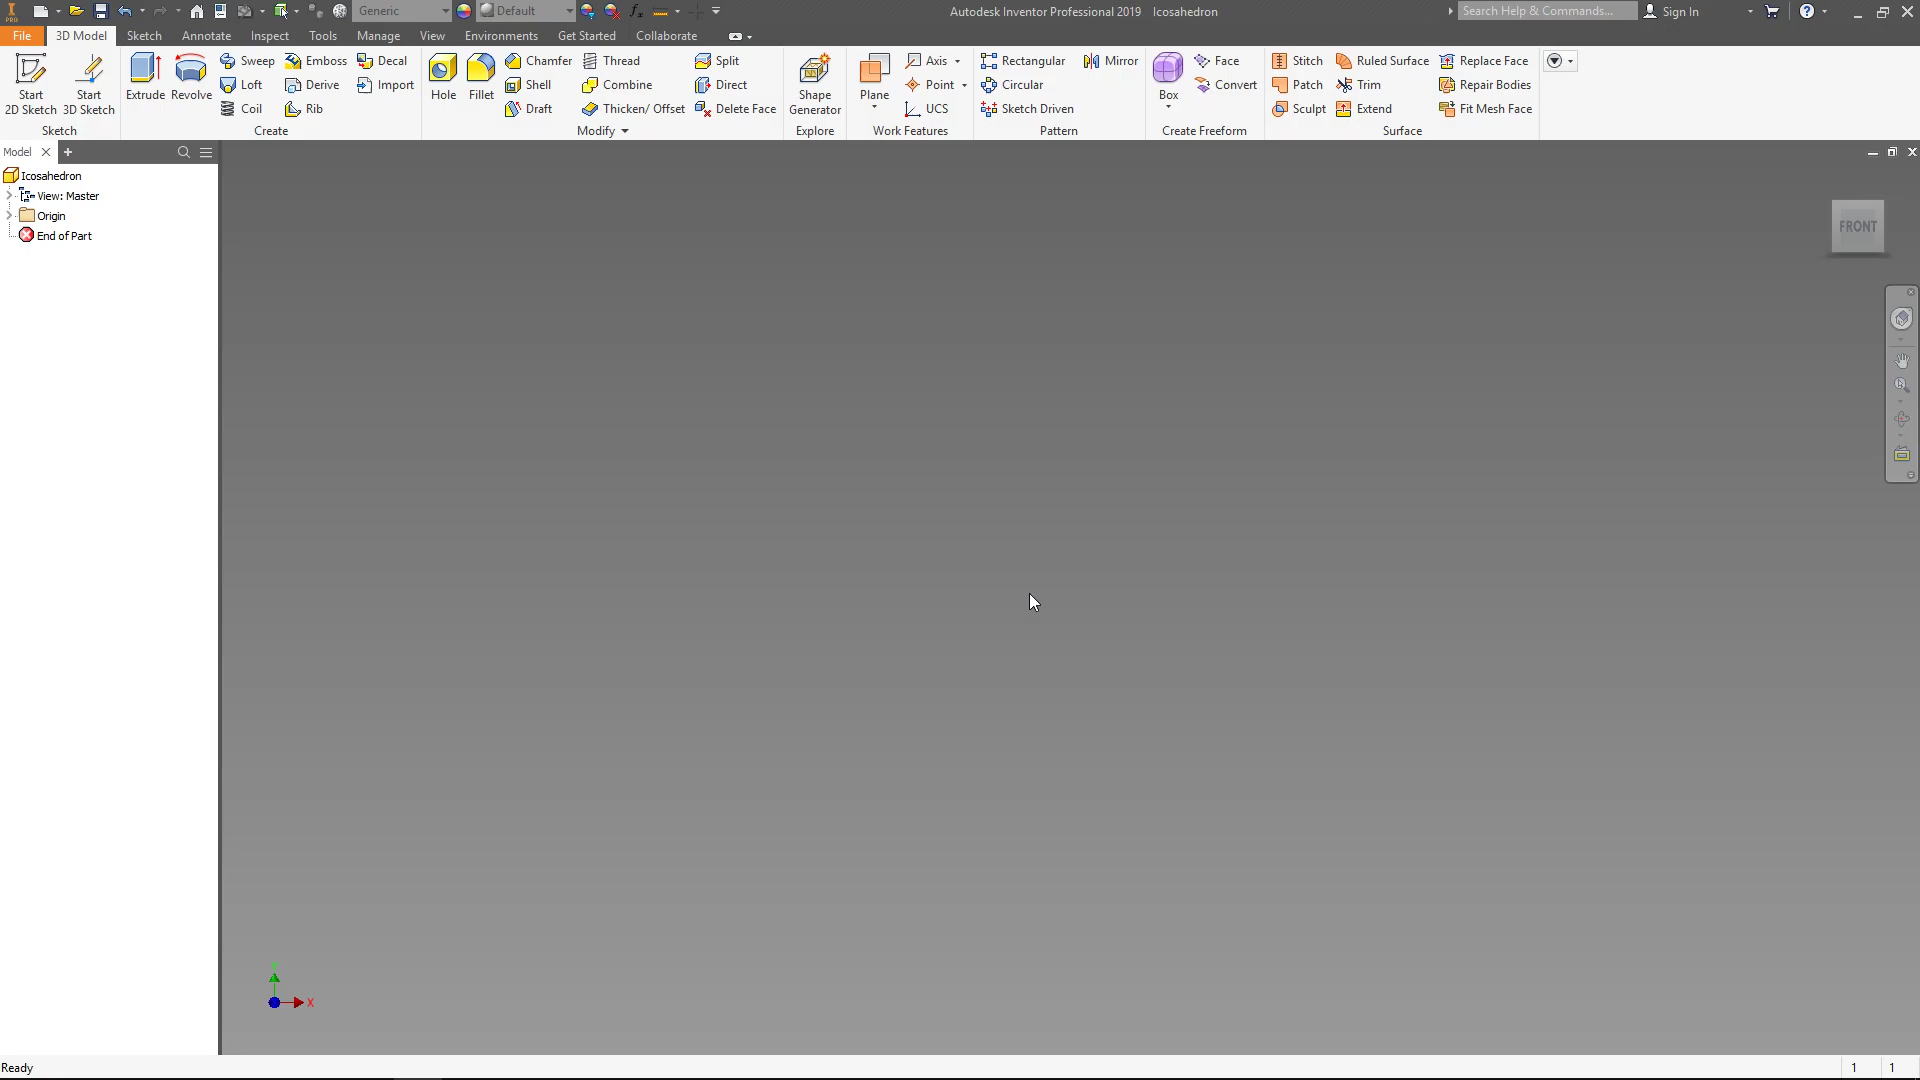 PRO
Generic
Default
fx
Autodesk Inventor Professional 2019 Icosahedron
Search Help & Commands...
Sign In
File
3D Model
Sketch
Annotate
Inspect
Tools
Manage
View
Environments
Get Started
Collaborate
Start
2D Sketch
Start
3D Sketch
Sketch
Extrude
Revolve
Sweep
Loft
Coil
Emboss
Derive
Rib
Decal
Import
Create
Hole
Fillet
Chamfer
Shell
Draft
Thread
Combine
Thicken/ Offset
Split
Direct
Delete Face
Modify
Shape
Generator
Explore
Plane
Axis
Point
UCS
Work Features
Rectangular
Circular
Sketch Driven
Mirror
Pattern
Box
Face
Convert
Create Freeform
Stitch
Patch
Sculpt
Ruled Surface
Trim
Extend
Replace Face
Repair Bodies
Fit Mesh Face
Surface
Model
Icosahedron
View: Master
Origin
End of Part
FRONT
X
Ready
1
1